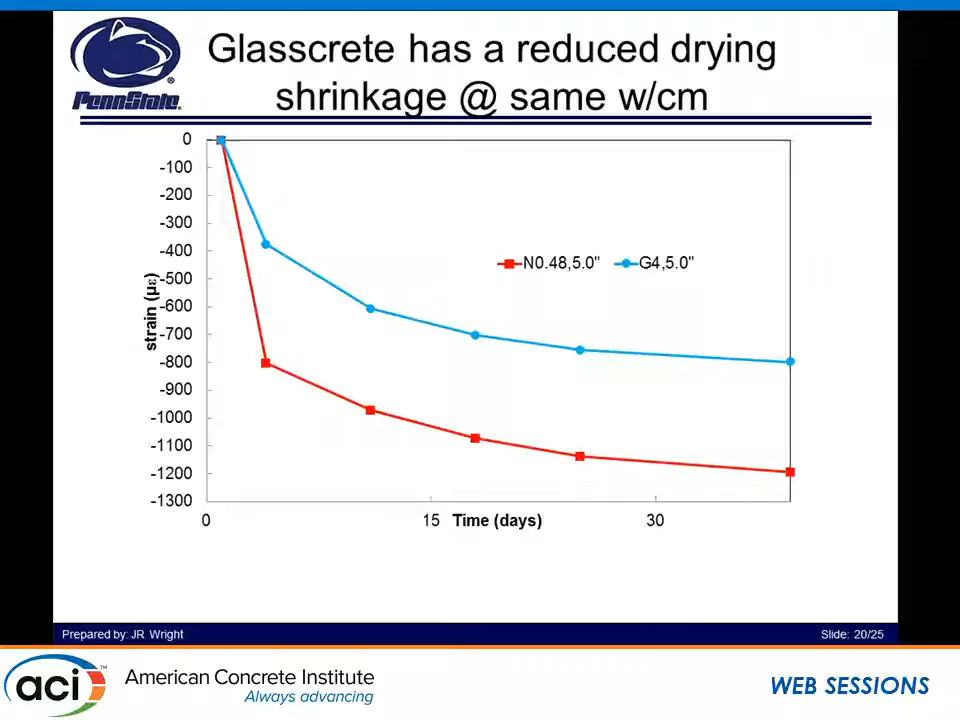 Glasscrete has a reduced drying
shrinkage @ same w/cm
PennState®
0
-100
-200
-300
-400
-500
-600
-700
-800
-900
-1000
-1100
-1200
-1300
strain (µε)
N0.48,5.0"
G4,5.0"
0
15
30
Time (days)
Prepared by: JR Wright
Slide: 20/25
aci™
American Concrete Institute
Always advancing
WEB SESSIONS